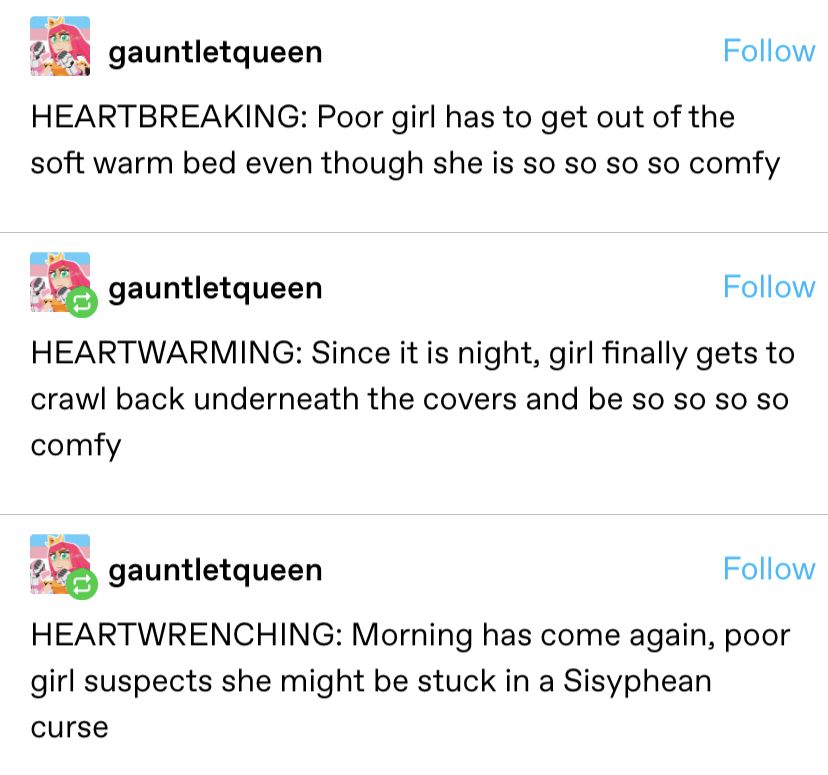 gauntletqueen Follow
HEARTBREAKING: Poor girl has to get out of the
soft warm bed even though she is so so so so comfy
gauntletqueen Follow
HEARTWARMING: Since it is night, girl finally gets to
crawl back underneath the covers and be so so so so
comfy
gauntletqueen Follow
HEARTWRENCHING: Morning has come again, poor
girl suspects she might be stuck in a Sisyphean
curse